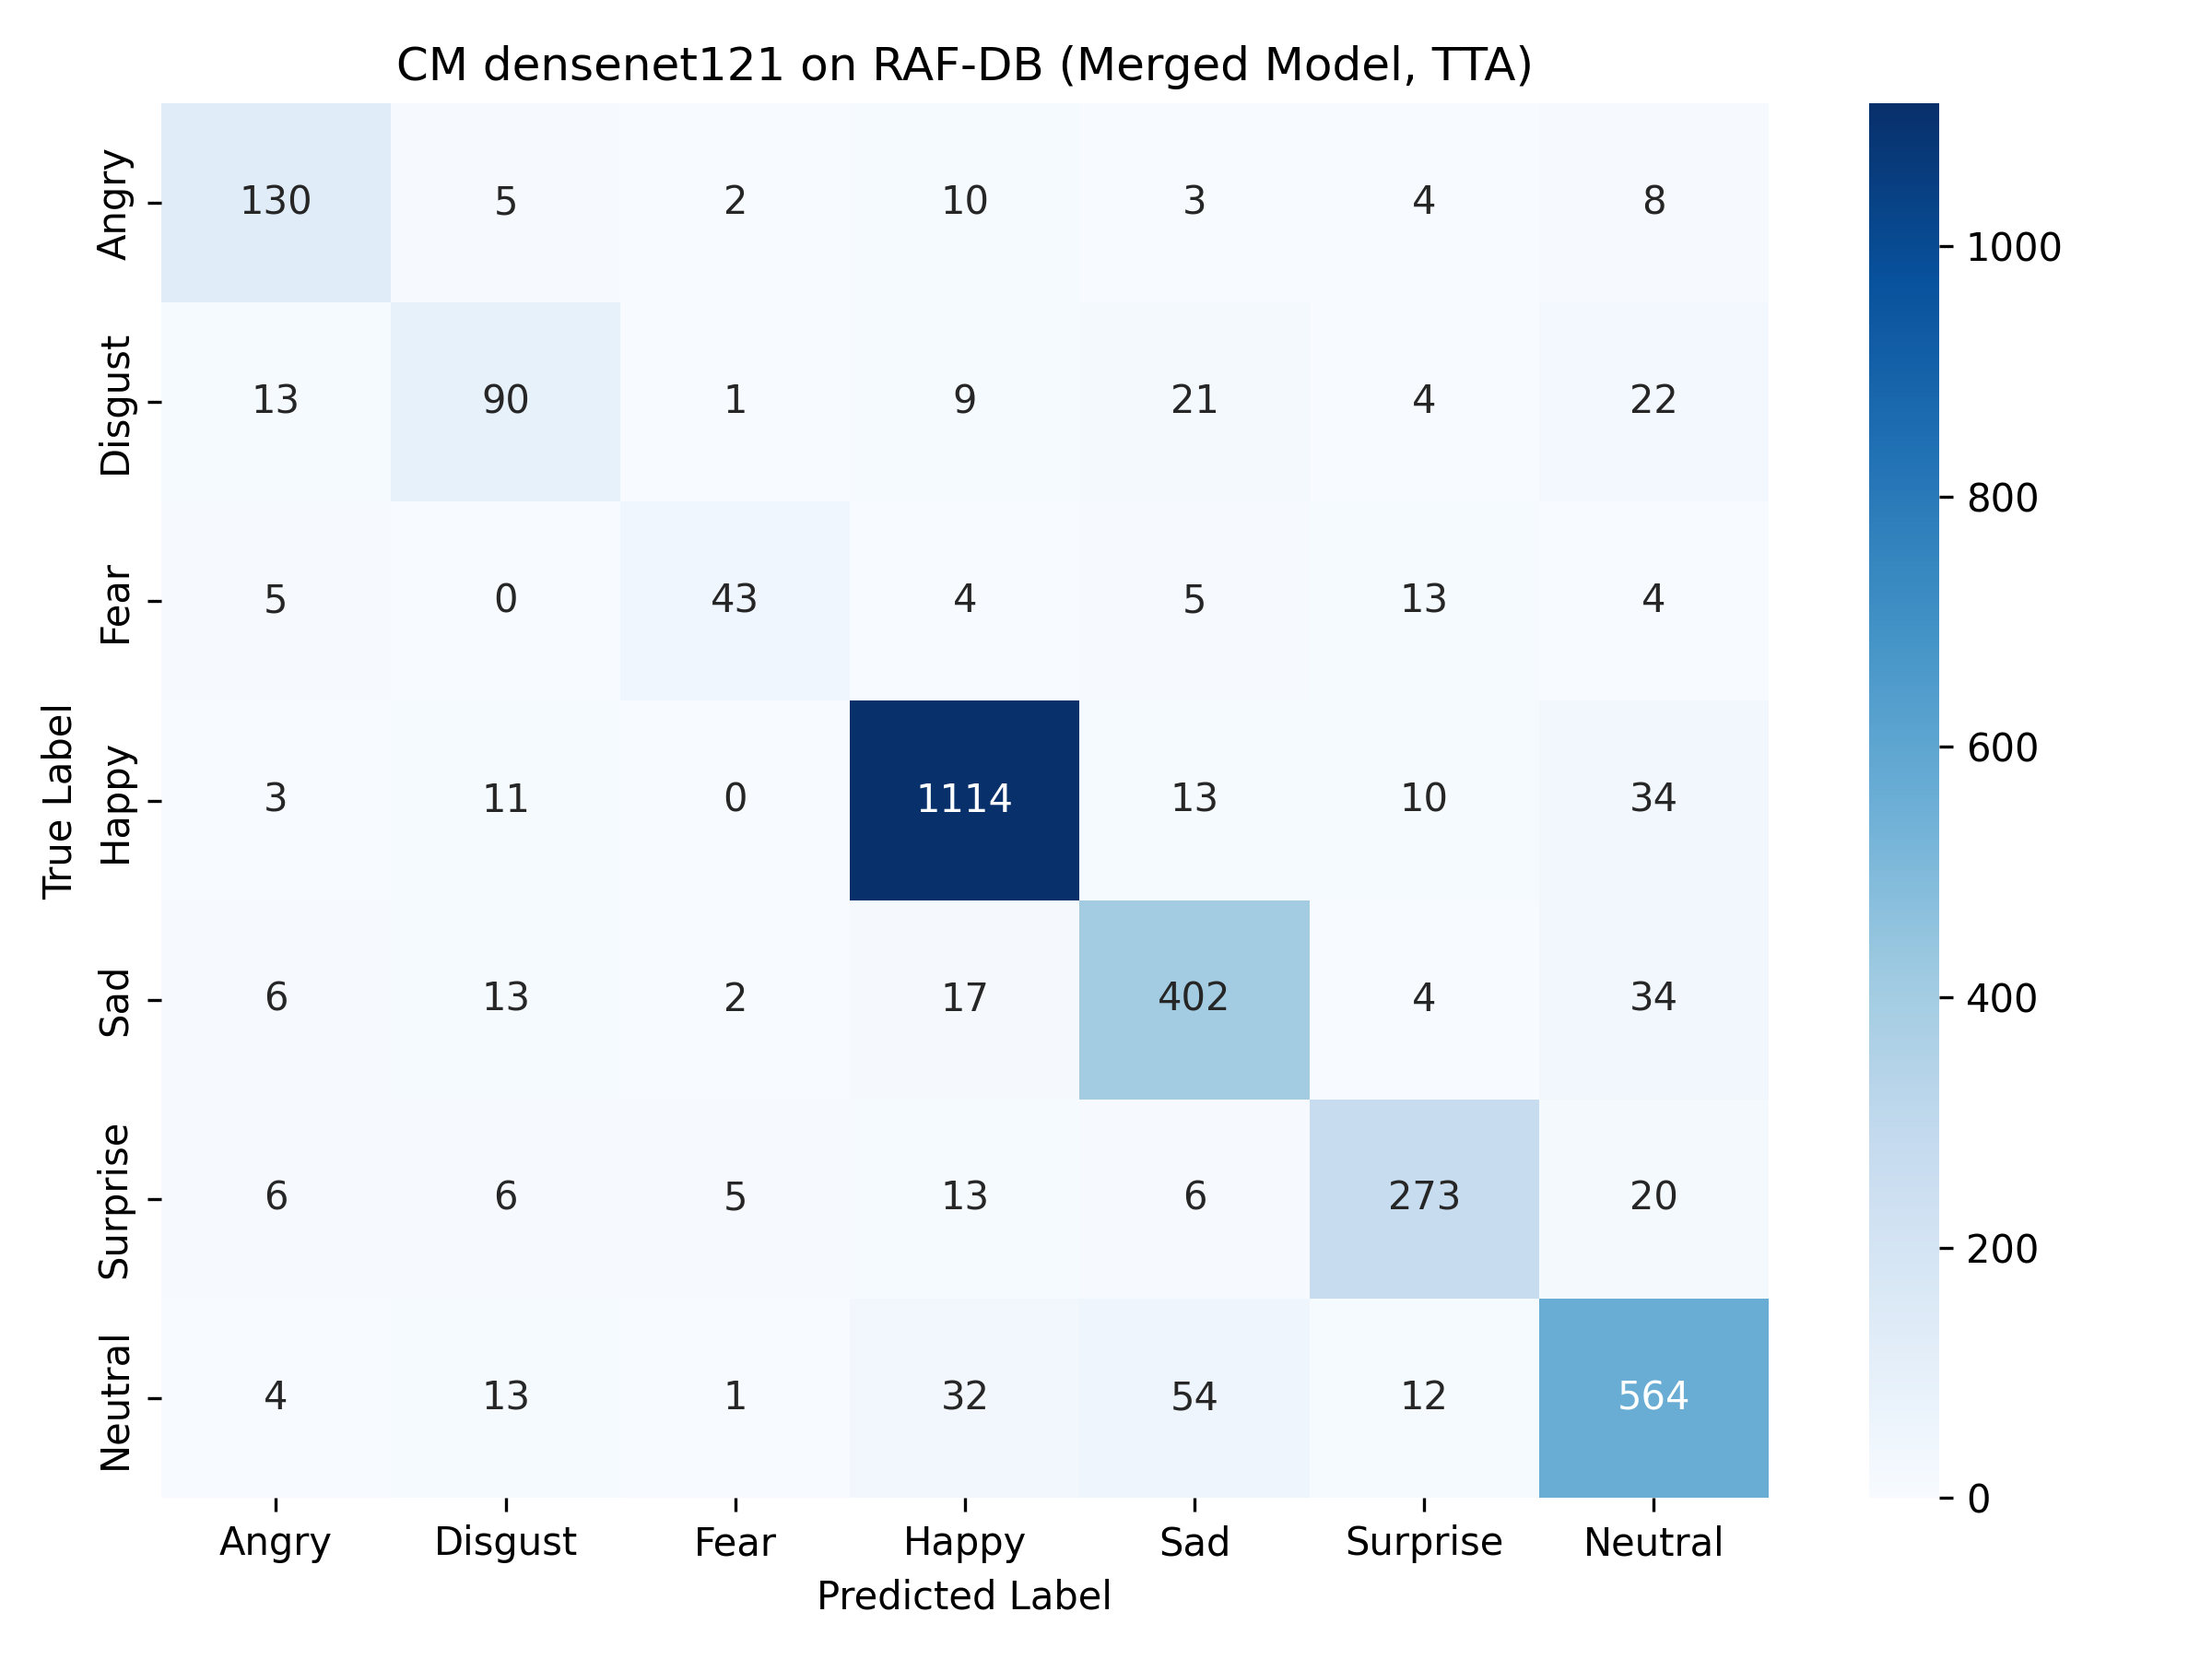 CM densenet121 on RAF-DB (Merged Model, TTA)
True Label
Angry 130 5 2 10 3 4 8
Disgust 13 90 1 9 21 4 22
Fear 5 0 43 4 5 13 4
Happy 3 11 0 1114 13 10 34
Sad 6 13 2 17 402 4 34
Surprise 6 6 5 13 6 273 20
Neutral 4 13 1 32 54 12 564
Angry Disgust Fear Happy Sad Surprise Neutral
Predicted Label
1000
800
600
400
200
0